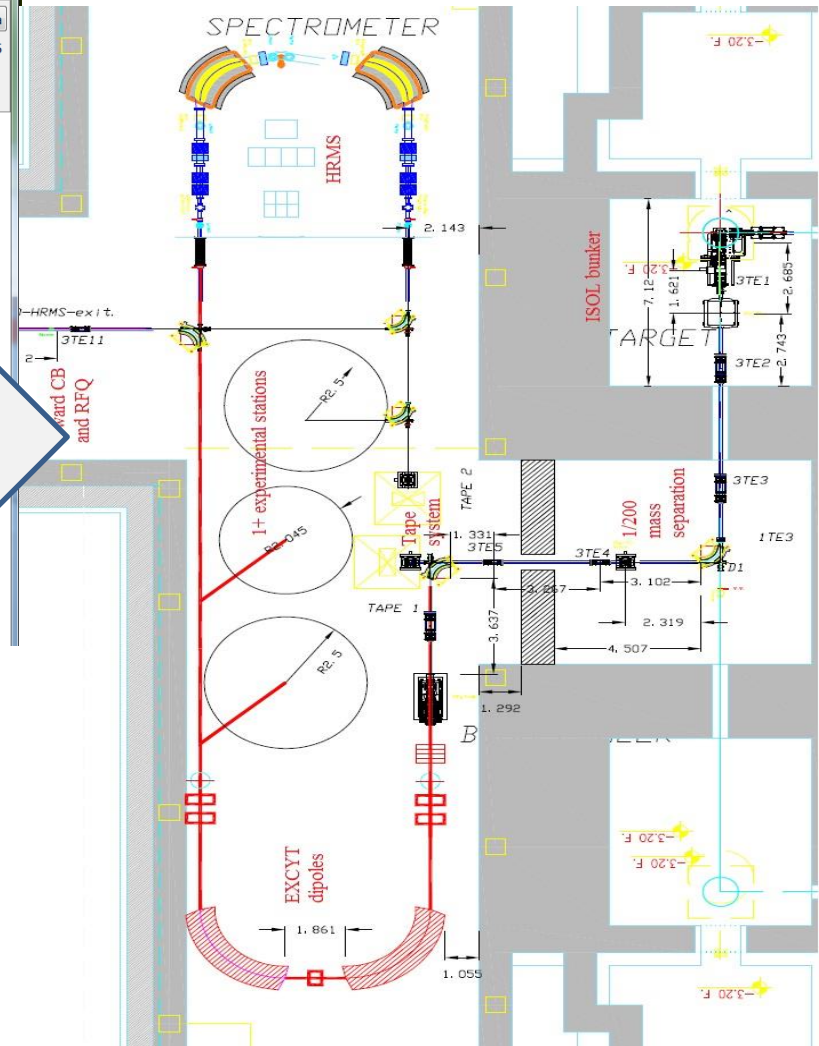 SPECTROMETER
-3.20 F.
HRMS
2.143
ISOL bunker
-3.20 F.
7.12
1.621
3TE1
2.685
-HRMS-exit.
3TE11
2
TARGET
2.743
3TE2
ward CB
and RFQ
R2.5
1+ experimental stations
TAPE 2
Tape
system
1/200
mass
separation
3TE3
1TE3
R2.045
1.331
3TE5
3TE4
D1
3.267
3.102
TAPE 1
3.637
2.319
4.507
R2.5
1.292
B
-3.20 F.
-3.20 F.
EXCYT
dipoles
1.861
1.055
-3.20 F.